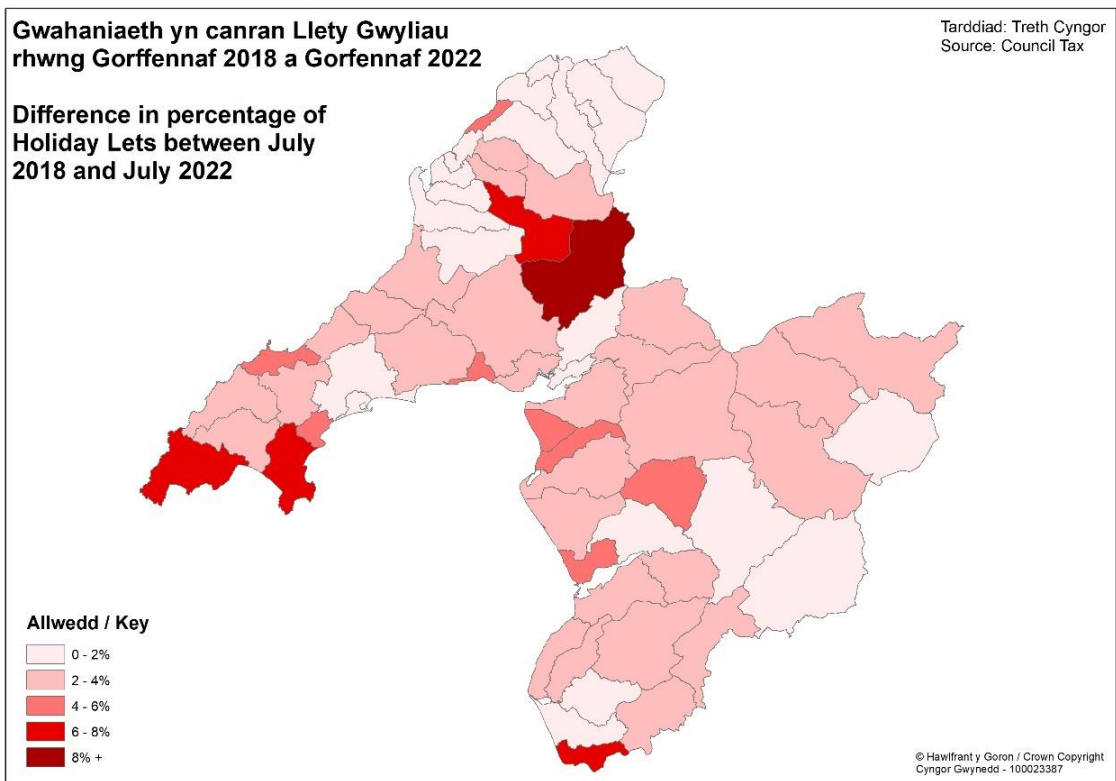 Gwahaniaeth yn canran Llety Gwyliau
rhwng Gorffennaf 2018 a Gorfennaf 2022
Difference in percentage of
Holiday Lets between July
2018 and July 2022
Tarddiad: Treth Cyngor
Source: Council Tax
Allwedd / Key
0 - 2%
2 - 4%
4 - 6%
6 - 8%
8% +
© Hawlfraint y Goron / Crown Copyright
Cyngor Gwynedd - 100023387